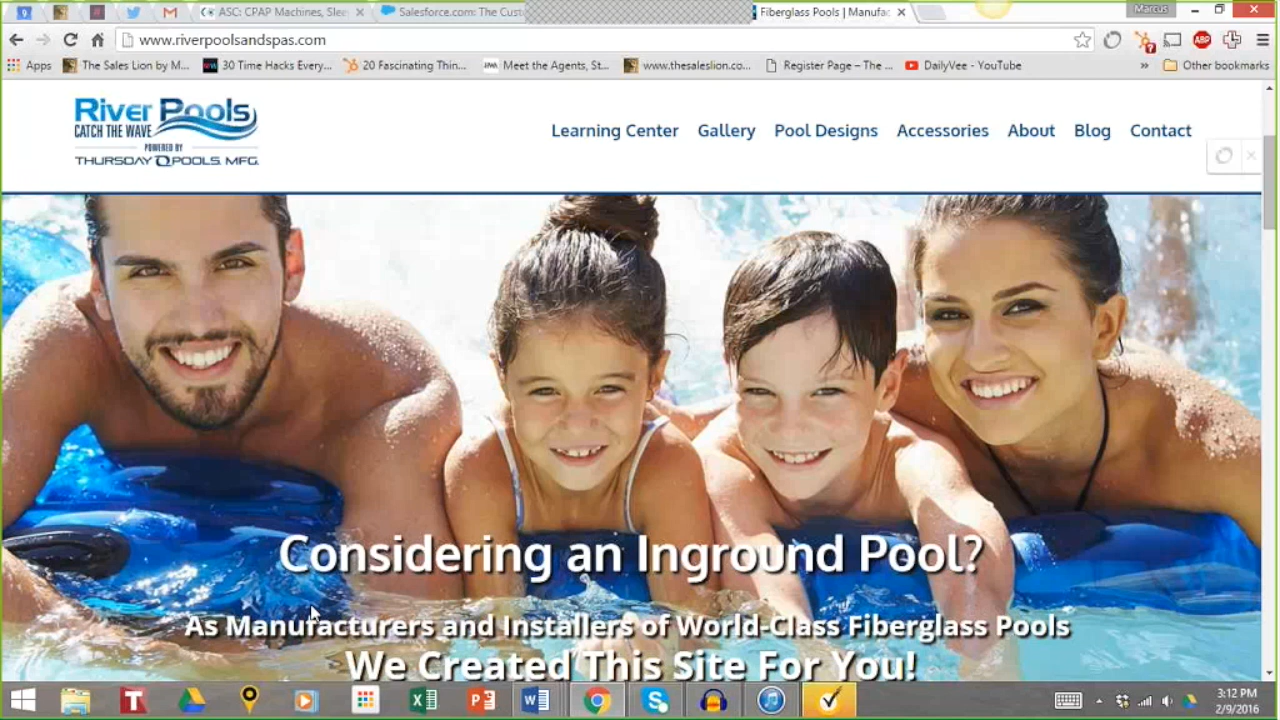 ASC: CPAP Machines, Slee
Salesforce.com: The Cust
Fiberglass Pools | Manufac
Marcus
www.riverpoolsandspas.com
Apps
The Sales Lion by M...
30 Time Hacks Every...
20 Fascinating Thin...
Meet the Agents, St...
www.thesaleslion.co...
Register Page – The ...
DailyVee - YouTube
Other bookmarks
River Pools
CATCH THE WAVE
POWERED BY
THURSDAY POOLS. MFG.
Learning Center
Gallery
Pool Designs
Accessories
About
Blog
Contact
Considering an Inground Pool?
As Manufacturers and Installers of World-Class Fiberglass Pools
We Created This Site For You!
3:12 PM
2/9/2016